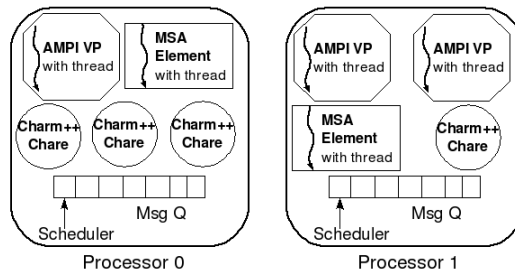 AMPI VP
with thread
MSA
Element
with thread
Charm++
Chare
Charm++
Chare
Charm++
Chare
Msg Q
Scheduler
Processor 0
AMPI VP
with thread
AMPI VP
with thread
MSA
Element
with thread
Charm++
Chare
Msg Q
Scheduler
Processor 1